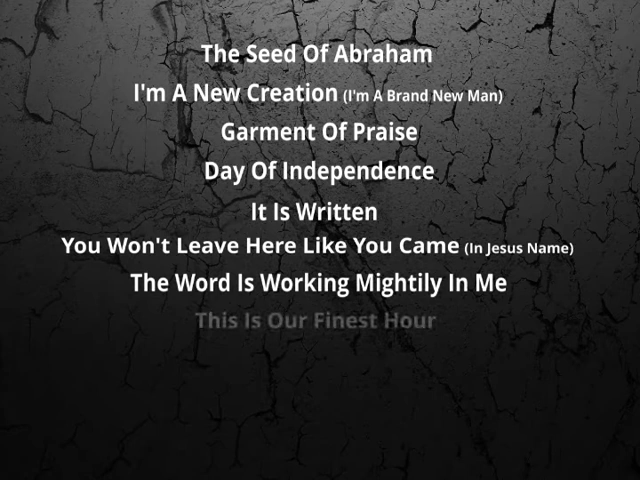 The Seed Of Abraham
I'm A New Creation (I'm A Brand New Man)
Garment Of Praise
Day Of Independence
It Is Written
You Won't Leave Here Like You Came (In Jesus Name)
The Word Is Working Mightily In Me
This Is Our Finest Hour